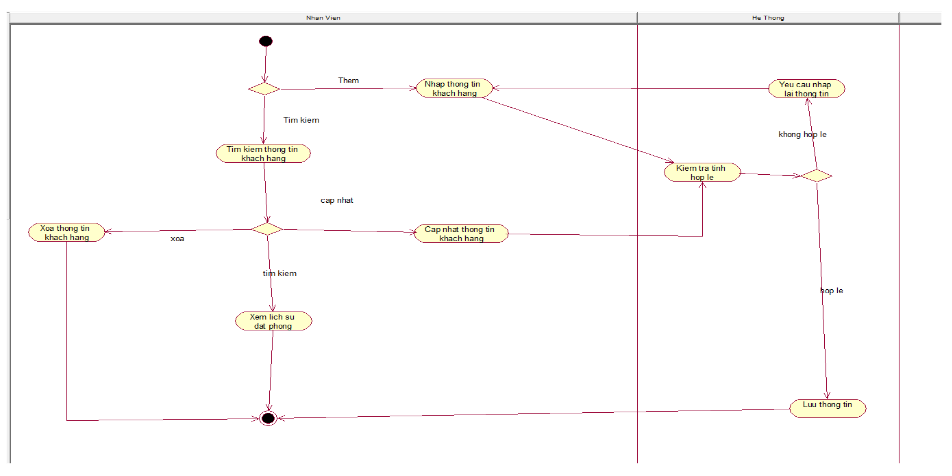 Nhan Vien
He Thong
Them
Nhap thong tin
khach hang
Yeu cau nhap
lai thong tin
Tim kiem
khong hop le
Tim kiem thong tin
khach hang
Kiem tra tinh
hop le
cap nhat
Xoa thong tin
khach hang
xoa
Cap nhat thong tin
khach hang
tim kiem
hop le
Xem lich su
dat phong
Luu thong tin